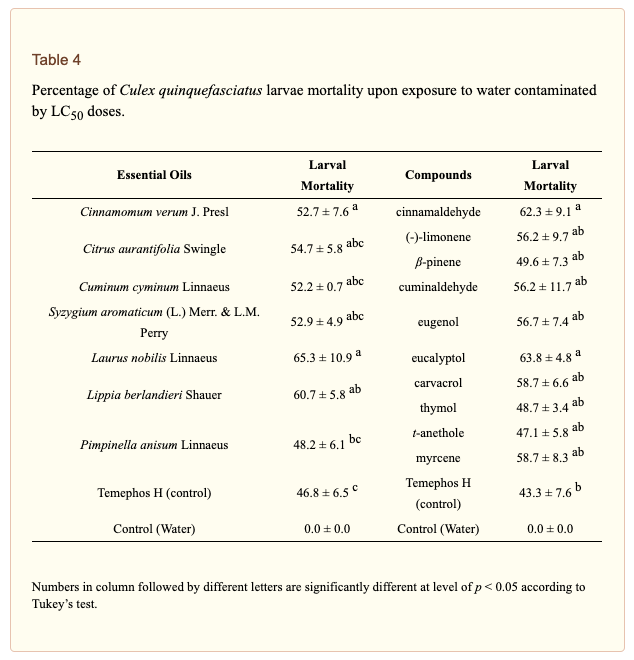 Table 4
Percentage of Culex quinquefasciatus larvae mortality upon exposure to water contaminated
by LC50 doses.
Essential Oils Larval Mortality Compounds Larval Mortality
Cinnamomum verum J. Presl 52.7 ± 7.6 a cinnamaldehyde 62.3 ± 9.1 a
Citrus aurantifolia Swingle 54.7 ± 5.8 abc (-)-limonene 56.2 ± 9.7 ab
β-pinene 49.6 ± 7.3 ab
Cuminum cyminum Linnaeus 52.2 ± 0.7 abc cuminaldehyde 56.2 ± 11.7 ab
Syzygium aromaticum (L.) Merr. & L.M.
Perry 52.9 ± 4.9 abc eugenol 56.7 ± 7.4 ab
Laurus nobilis Linnaeus 65.3 ± 10.9 a eucalyptol 63.8 ± 4.8 a
Lippia berlandieri Shauer 60.7 ± 5.8 ab carvacrol 58.7 ± 6.6 ab
thymol 48.7 ± 3.4 ab
Pimpinella anisum Linnaeus 48.2 ± 6.1 bc t-anethole 47.1 ± 5.8 ab
myrcene 58.7 ± 8.3 ab
Temephos H (control) 46.8 ± 6.5 c Temephos H
(control) 43.3 ± 7.6 b
Control (Water) 0.0 ± 0.0 Control (Water) 0.0 ± 0.0
Numbers in column followed by different letters are significantly different at level of p < 0.05 according to
Tukey’s test.